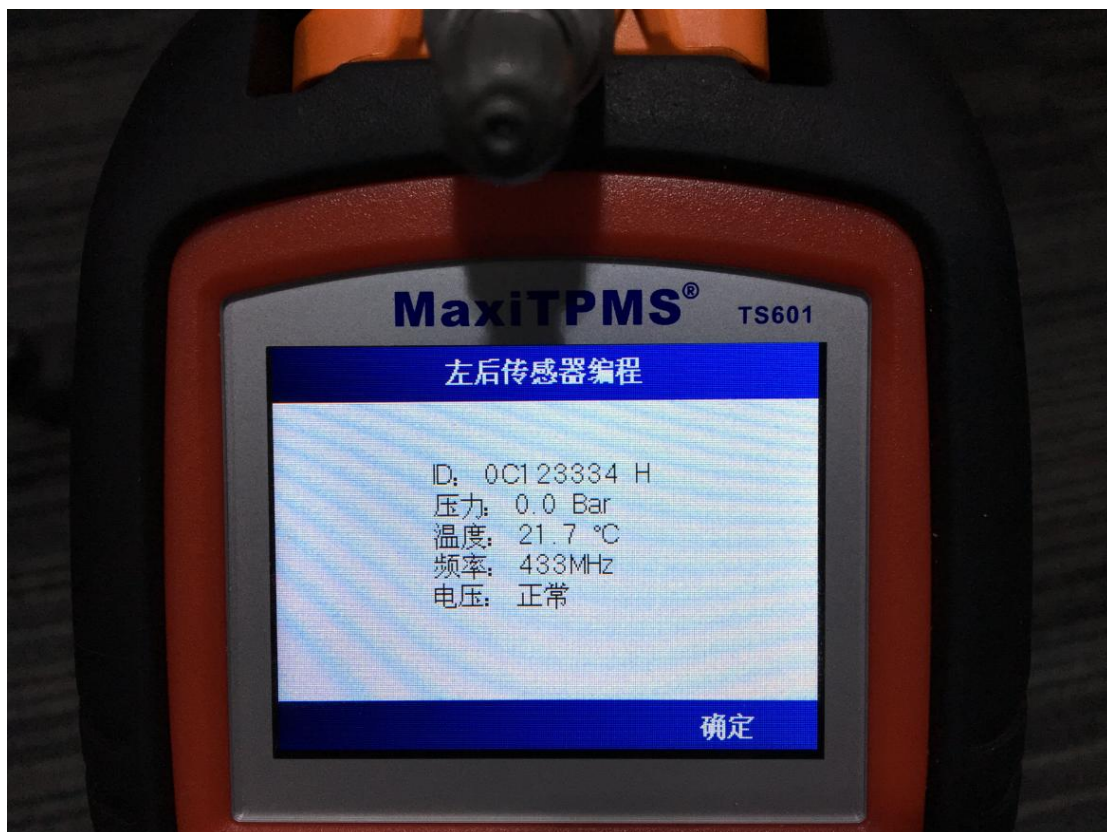 MaxiTPMS® TS601
左后传感器编程
ID: 0C123334 H
压力: 0.0 Bar
温度: 21.7 ℃
频率: 433MHz
电压: 正常
确定